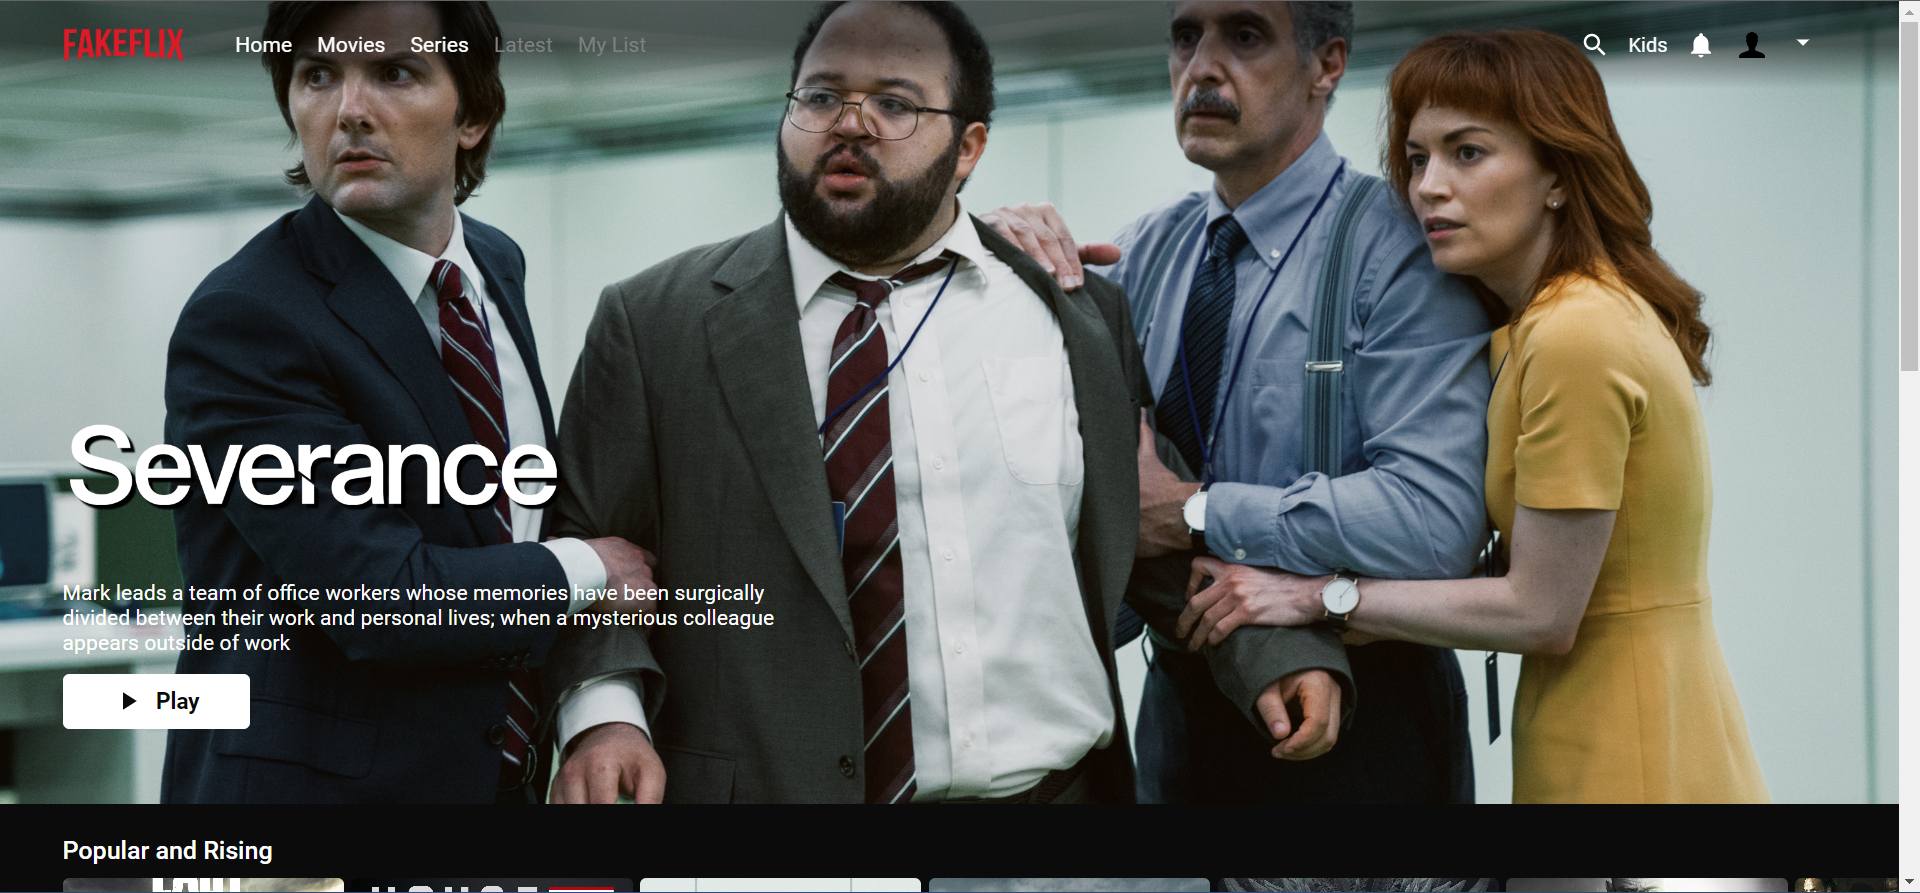 FAKEFLIX Home Movies Series Latest My List Kids
Severance
Mark leads a team of office workers whose memories have been surgically
divided between their work and personal lives; when a mysterious colleague
appears outside of work
Play
Popular and Rising